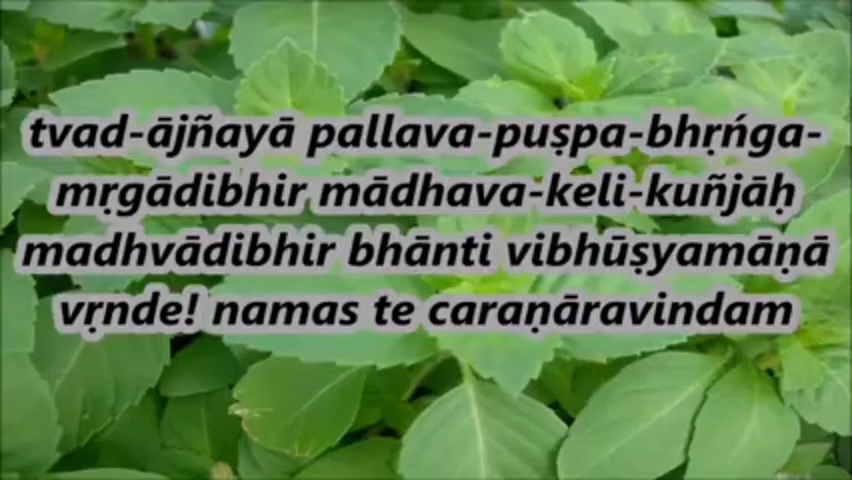 tvad-ājñayā pallava-puṣpa-bhṛńga-
mṛgādibhir mādhava-keli-kuñjāḥ
madhvādibhir bhānti vibhūṣyamāṇā
vṛnde! namas te caraṇāravindam